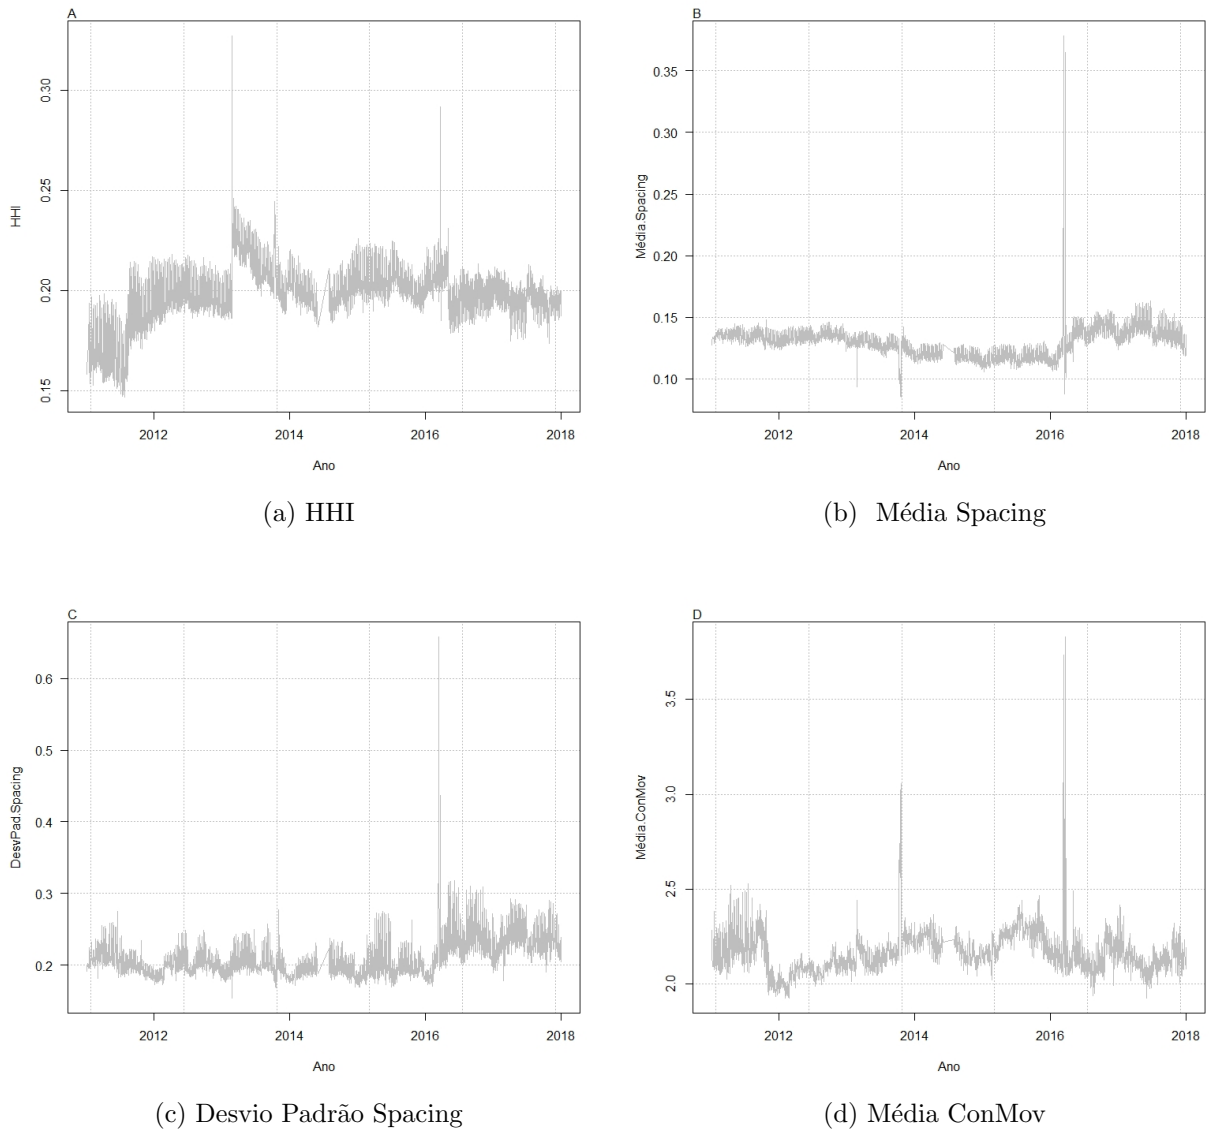 A
HHI
0.30
0.25
0.20
0.15
2012 2014 2016 2018
Ano
(a) HHI
B
Média.Spacing
0.35
0.30
0.25
0.20
0.15
0.10
2012 2014 2016 2018
Ano
(b) Média Spacing
C
DesvPad.Spacing
0.6
0.5
0.4
0.3
0.2
2012 2014 2016 2018
Ano
(c) Desvio Padrão Spacing
D
Média.ConMov
3.5
3.0
2.5
2.0
2012 2014 2016 2018
Ano
(d) Média ConMov